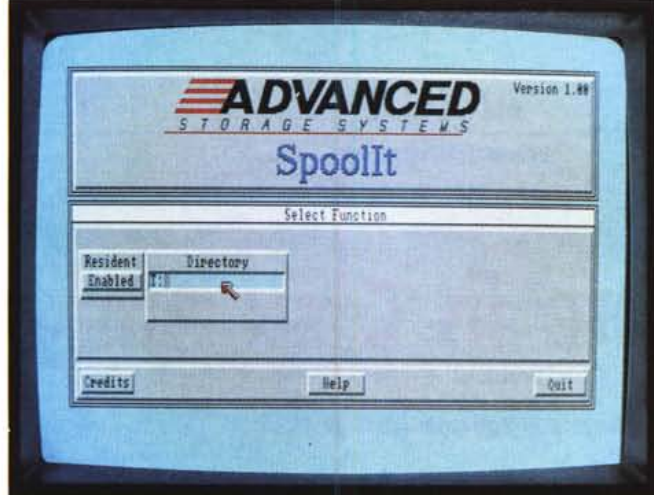 ADVANCED
Version 1.00
STORAGE SYSTEMS
SpoolIt
Select Function
Resident
Directory
Enabled
T:
Credits
Help
Quit